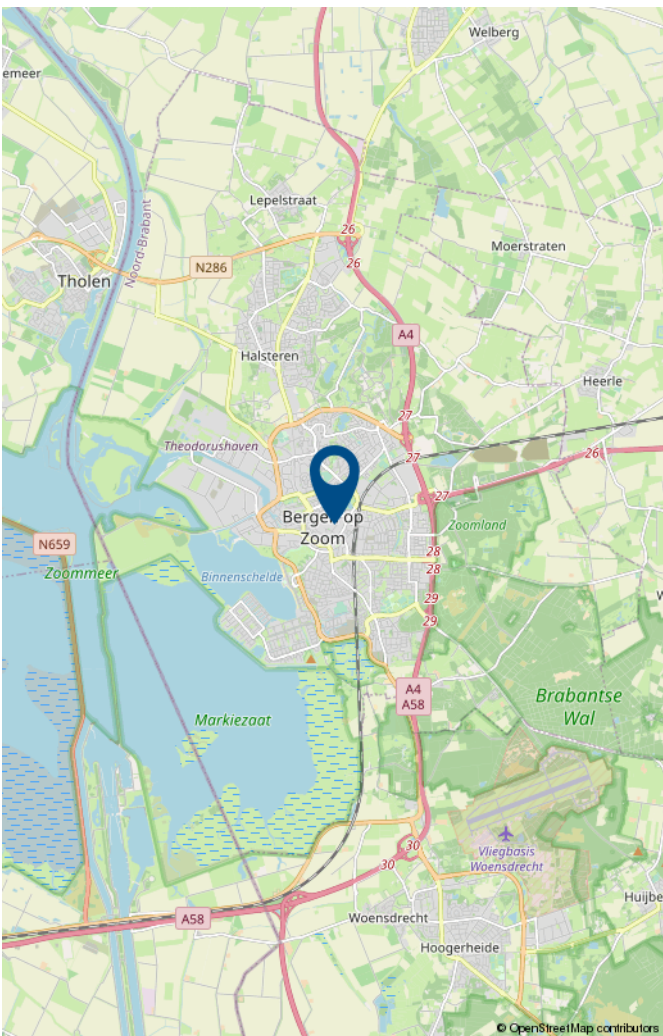 Welberg
emeer
Lepelstraat
Noord-Brabant
26
Moerstraten
26
N286
Tholen
A4
Halsteren
Heerle
27
Theodorushaven
27
26
27
Bergen op
Zoom
Zoomland
N659
28
Zoommeer
28
Binnenschelde
29
29
A4
A58
Brabantse
Wal
Markiezaat
30
Vliegbasis
Woensdrecht
30
Huijbe
A58
Woensdrecht
Hoogerheide
© OpenStreetMap contributors